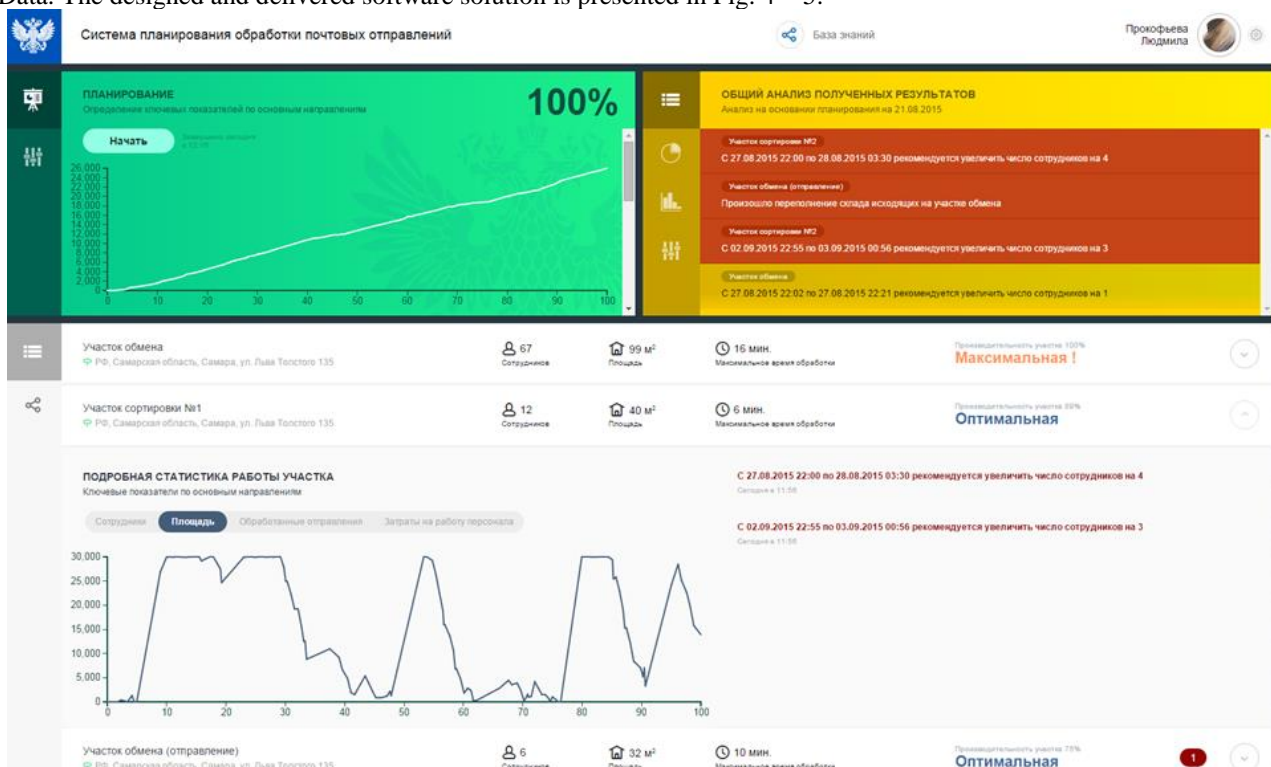 Data. The designed and delivered software solution is presented in Fig. 4 – 5.
Система планирования обработки почтовых отправлений
База знаний
Прокофьева
Людмила
ПЛАНИРОВАНИЕ
Определение ключевых показателей по основным направлениям
100%
Начать
26,000
24,000
22,000
20,000
18,000
16,000
14,000
12,000
10,000
8,000
6,000
4,000
2,000
0
0 10 20 30 40 50 60 70 80 90 100
ОБЩИЙ АНАЛИЗ ПОЛУЧЕННЫХ РЕЗУЛЬТАТОВ
Анализ на основании планирования на 21.08.2015
Участок сортировки №2
С 27.08.2015 22:00 по 28.08.2015 03:30 рекомендуется увеличить число сотрудников на 4
Участок обмена (отправление)
Произошло переполнение склада исходящих на участке обмена
Участок сортировки №2
С 02.09.2015 22:55 по 03.09.2015 00:56 рекомендуется увеличить число сотрудников на 3
Участок обмена
С 27.08.2015 22:02 по 27.08.2015 22:21 рекомендуется увеличить число сотрудников на 1
Участок обмена
РФ, Самарская область, Самара, ул. Льва Толстого 135
67
Сотрудников
99 м²
Площадь
16 мин.
Максимальное время обработки
Производительность участка 100%
Максимальная !
Участок сортировки №1
РФ, Самарская область, Самара, ул. Льва Толстого 135
12
Сотрудников
40 м²
Площадь
6 мин.
Максимальное время обработки
Производительность участка 89%
Оптимальная
ПОДРОБНАЯ СТАТИСТИКА РАБОТЫ УЧАСТКА
Ключевые показатели по основным направлениям
Сотрудники Площадь Обработанные отправления Затраты на работу персонала
30,000
25,000
20,000
15,000
10,000
5,000
0
0 10 20 30 40 50 60 70 80 90 100
С 27.08.2015 22:00 по 28.08.2015 03:30 рекомендуется увеличить число сотрудников на 4
Сегодня в 11:56
С 02.09.2015 22:55 по 03.09.2015 00:56 рекомендуется увеличить число сотрудников на 3
Сегодня в 11:56
Участок обмена (отправление)
РФ, Самарская область, Самара, ул. Льва Толстого 135
6
Сотрудников
32 м²
Площадь
10 мин.
Максимальное время обработки
Производительность участка 78%
Оптимальная
1